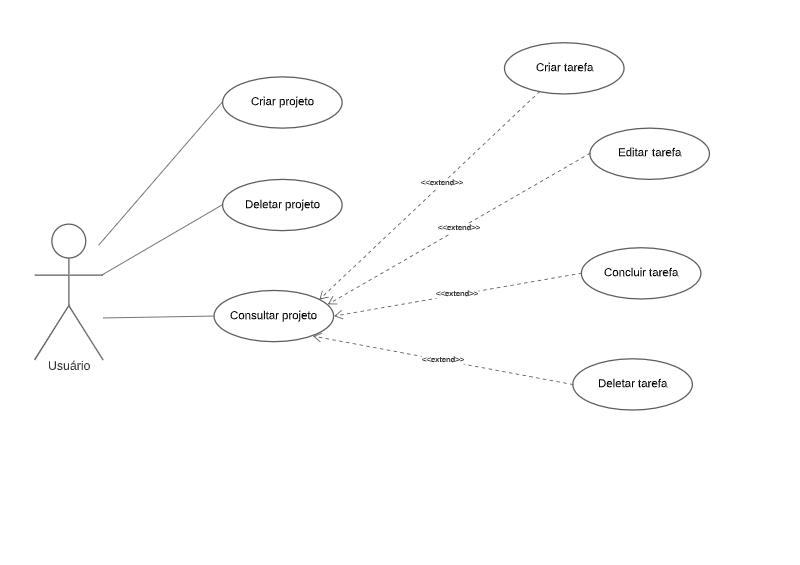 Criar tarefa
Criar projeto
Editar tarefa
<<extend>>
Deletar projeto
<<extend>>
Concluir tarefa
<<extend>>
Consultar projeto
<<extend>>
Usuário
Deletar tarefa